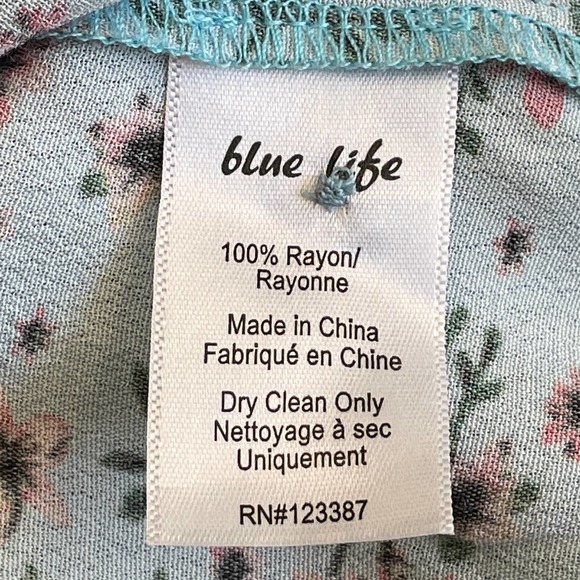 blue life
100% Rayon/
Rayonne
Made in China
Fabriqué en Chine
Dry Clean Only
Nettoyage à sec
Uniquement
RN#123387